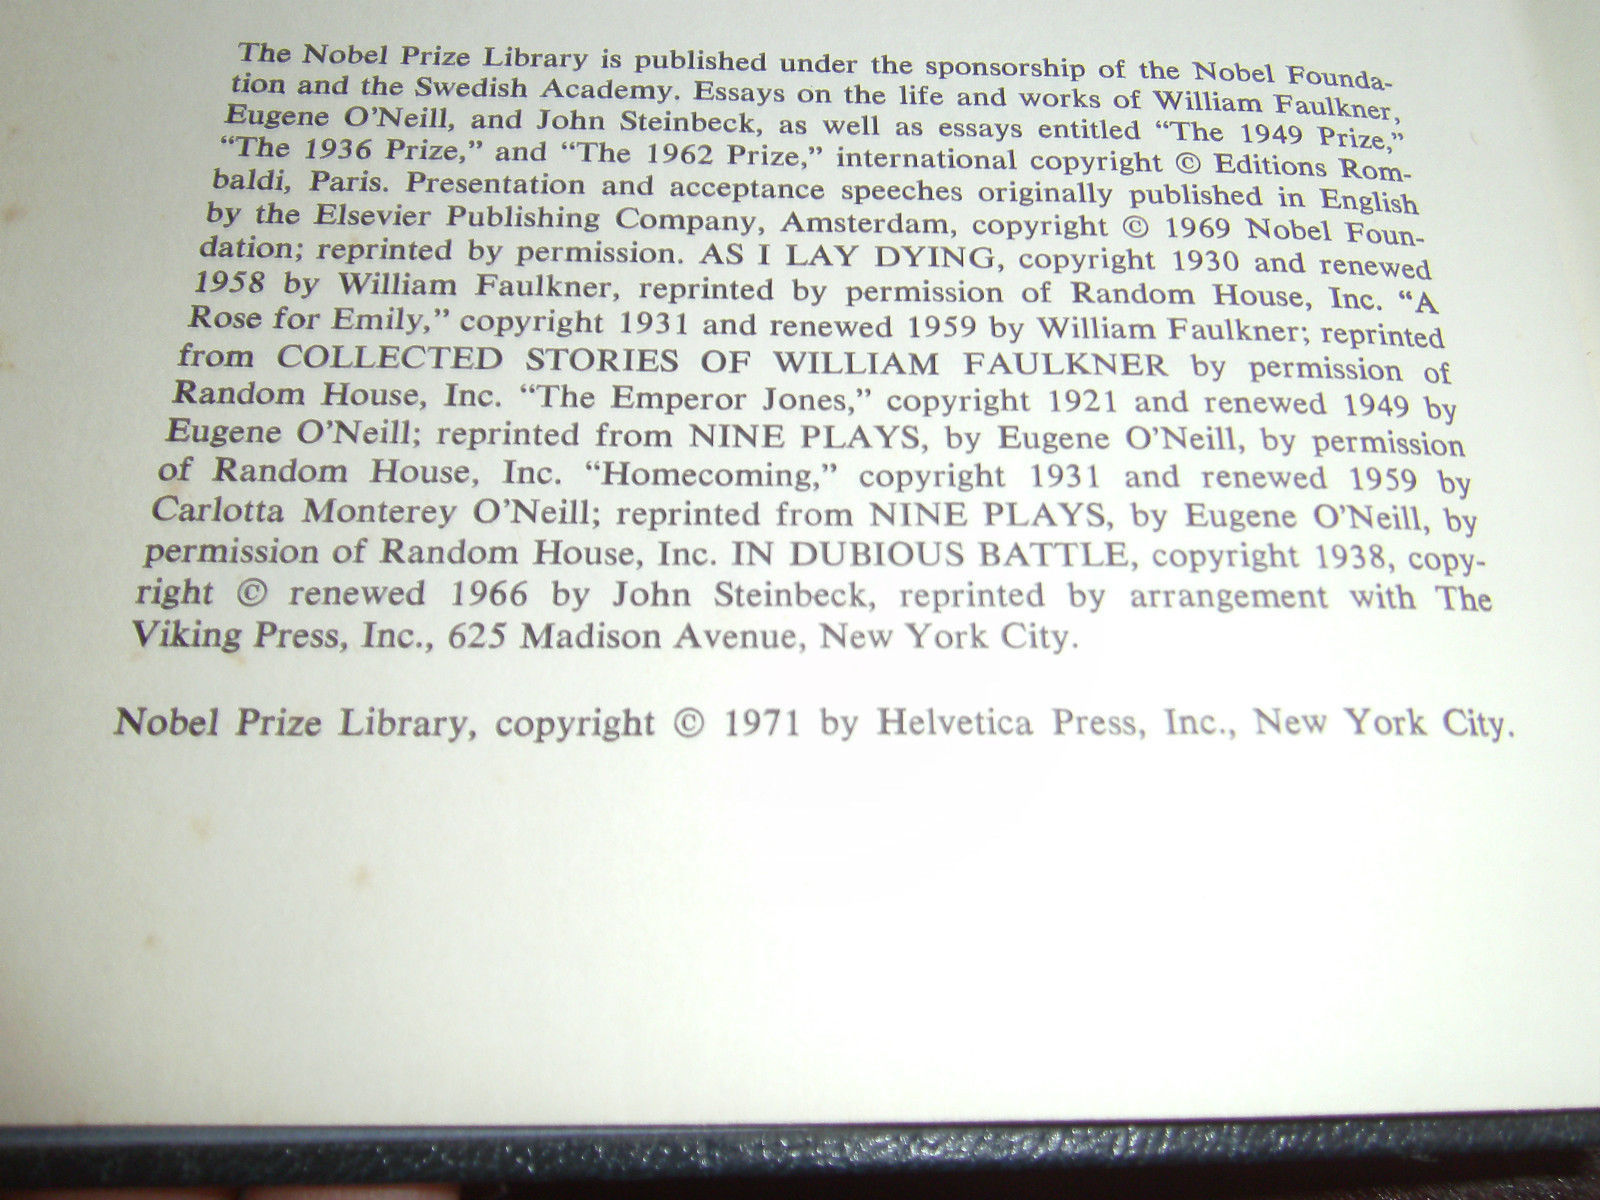 The Nobel Prize Library is published under the sponsorship of the Nobel Founda-
tion and the Swedish Academy. Essays on the life and works of William Faulkner,
Eugene O'Neill, and John Steinbeck, as well as essays entitled “The 1949 Prize,”
“The 1936 Prize,” and “The 1962 Prize,” international copyright © Editions Rom-
baldi, Paris. Presentation and acceptance speeches originally published in English
by the Elsevier Publishing Company, Amsterdam, copyright © 1969 Nobel Foun-
dation; reprinted by permission. AS I LAY DYING, copyright 1930 and renewed
1958 by William Faulkner, reprinted by permission of Random House, Inc. “A
Rose for Emily,” copyright 1931 and renewed 1959 by William Faulkner; reprinted
from COLLECTED STORIES OF WILLIAM FAULKNER by permission of
Random House, Inc. “The Emperor Jones,” copyright 1921 and renewed 1949 by
Eugene O'Neill; reprinted from NINE PLAYS, by Eugene O'Neill, by permission
of Random House, Inc. “Homecoming,” copyright 1931 and renewed 1959 by
Carlotta Monterey O'Neill; reprinted from NINE PLAYS, by Eugene O'Neill, by
permission of Random House, Inc. IN DUBIOUS BATTLE, copyright 1938, copy-
right © renewed 1966 by John Steinbeck, reprinted by arrangement with The
Viking Press, Inc., 625 Madison Avenue, New York City.
Nobel Prize Library, copyright © 1971 by Helvetica Press, Inc., New York City.